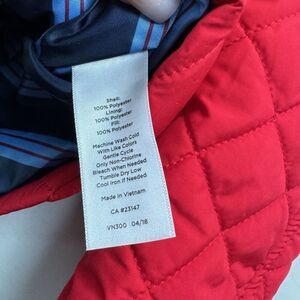 Shell:
100% Polyester
Lining:
100% Polyester
Fill:
100% Polyester
Machine Wash Cold
With Like Colors
Gentle Cycle
Only Non-Chlorine
Bleach When Needed
Tumble Dry Low
Cool Iron if Needed
Made in Vietnam
CA #23147
VN300 04/18